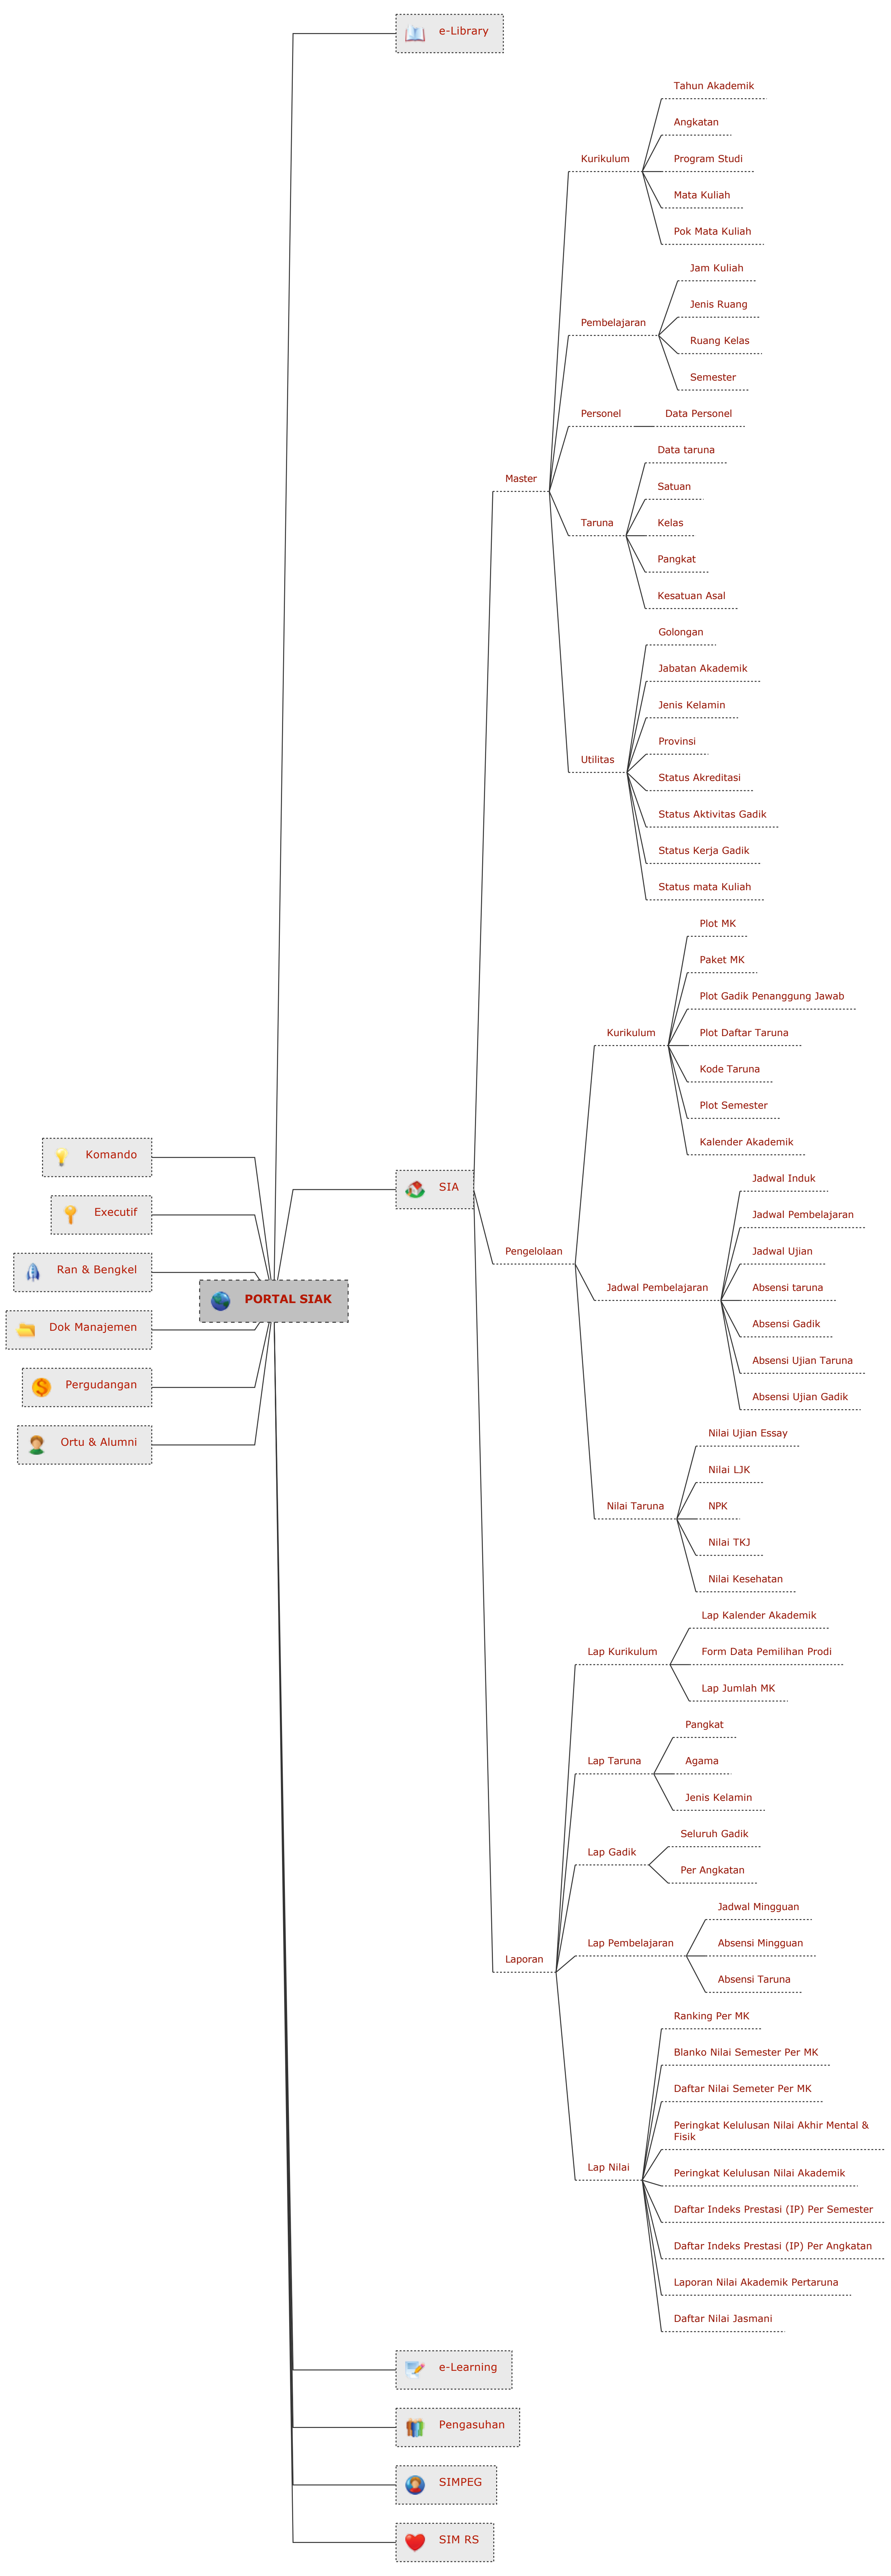 e-Library
Tahun Akademik
Angkatan
Kurikulum
Program Studi
Mata Kuliah
Pok Mata Kuliah
Jam Kuliah
Jenis Ruang
Pembelajaran
Ruang Kelas
Semester
Personel
Data Personel
Data taruna
Master
Satuan
Taruna
Kelas
Pangkat
Kesatuan Asal
Golongan
Jabatan Akademik
Jenis Kelamin
Provinsi
Utilitas
Status Akreditasi
Status Aktivitas Gadik
Status Kerja Gadik
Status mata Kuliah
Plot MK
Paket MK
Plot Gadik Penanggung Jawab
Kurikulum
Plot Daftar Taruna
Kode Taruna
Plot Semester
Kalender Akademik
Komando
Jadwal Induk
SIA
Executif
Jadwal Pembelajaran
Pengelolaan
Jadwal Ujian
Ran & Bengkel
Jadwal Pembelajaran
Absensi taruna
PORTAL SIAK
Absensi Gadik
Dok Manajemen
Absensi Ujian Taruna
Pergudangan
Absensi Ujian Gadik
Nilai Ujian Essay
Ortu & Alumni
Nilai LJK
Nilai Taruna
NPK
Nilai TKJ
Nilai Kesehatan
Lap Kalender Akademik
Lap Kurikulum
Form Data Pemilihan Prodi
Lap Jumlah MK
Pangkat
Lap Taruna
Agama
Jenis Kelamin
Seluruh Gadik
Lap Gadik
Per Angkatan
Jadwal Mingguan
Lap Pembelajaran
Absensi Mingguan
Laporan
Absensi Taruna
Ranking Per MK
Blanko Nilai Semester Per MK
Daftar Nilai Semeter Per MK
Peringkat Kelulusan Nilai Akhir Mental &
Fisik
Lap Nilai
Peringkat Kelulusan Nilai Akademik
Daftar Indeks Prestasi (IP) Per Semester
Daftar Indeks Prestasi (IP) Per Angkatan
Laporan Nilai Akademik Pertaruna
Daftar Nilai Jasmani
e-Learning
Pengasuhan
SIMPEG
SIM RS